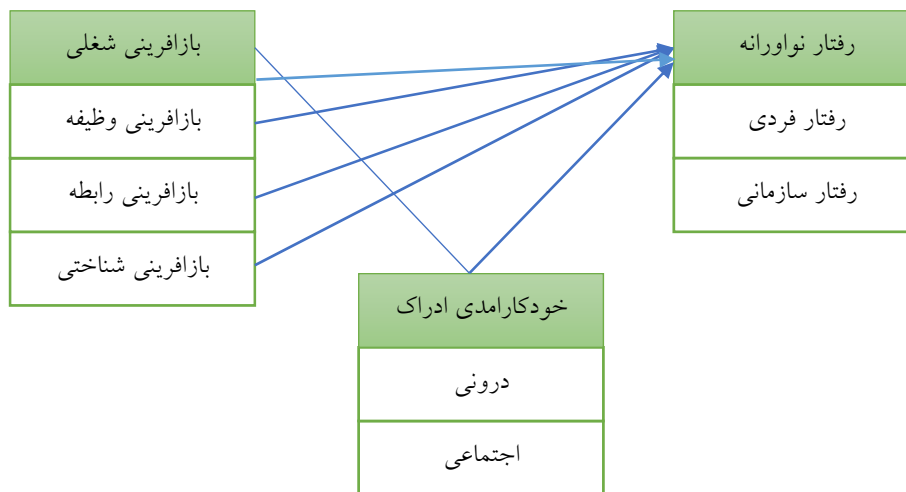 بازافرینی شغلی
بازافرینی وظیفه
بازافرینی رابطه
بازافرینی شناختی
رفتار نواورانه
رفتار فردی
رفتار سازمانی
خودکارامدی ادراک
درونی
اجتماعی